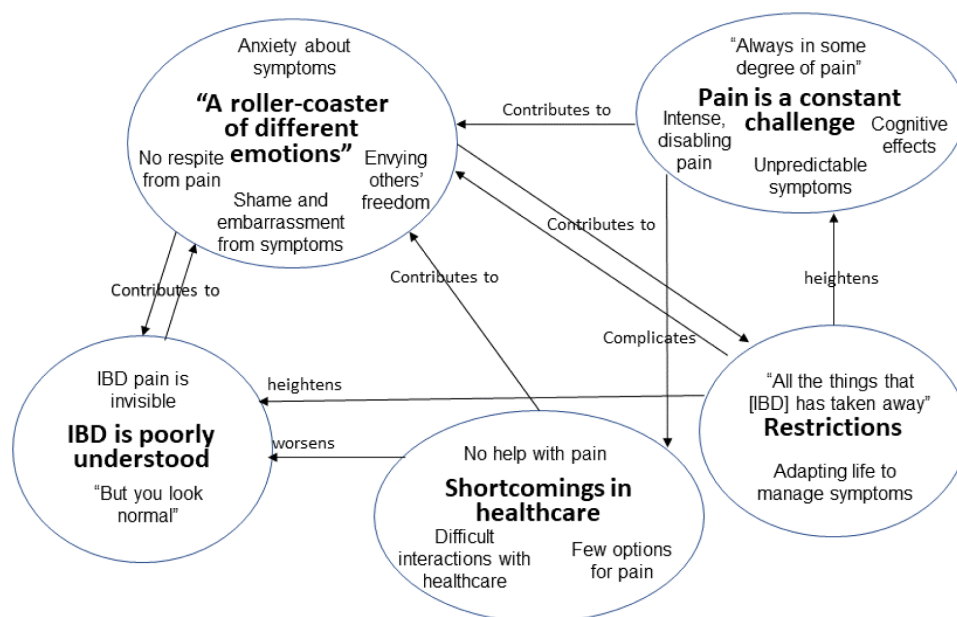 Anxiety about
symptoms
“A roller-coaster
of different
emotions”
No respite
from pain
Envying
others’
freedom
Shame and
embarrassment
from symptoms
Contributes to
“Always in some
degree of pain”
Pain is a constant
challenge
Intense,
disabling
pain
Cognitive
effects
Unpredictable
symptoms
Contributes to
Contributes to
Contributes to
heightens
Complicates
IBD pain is
invisible
IBD is poorly
understood
“But you look
normal”
heightens
worsens
No help with pain
Shortcomings in
healthcare
Difficult
interactions with
healthcare
Few options
for pain
“All the things that
[IBD] has taken away”
Restrictions
Adapting life to
manage symptoms